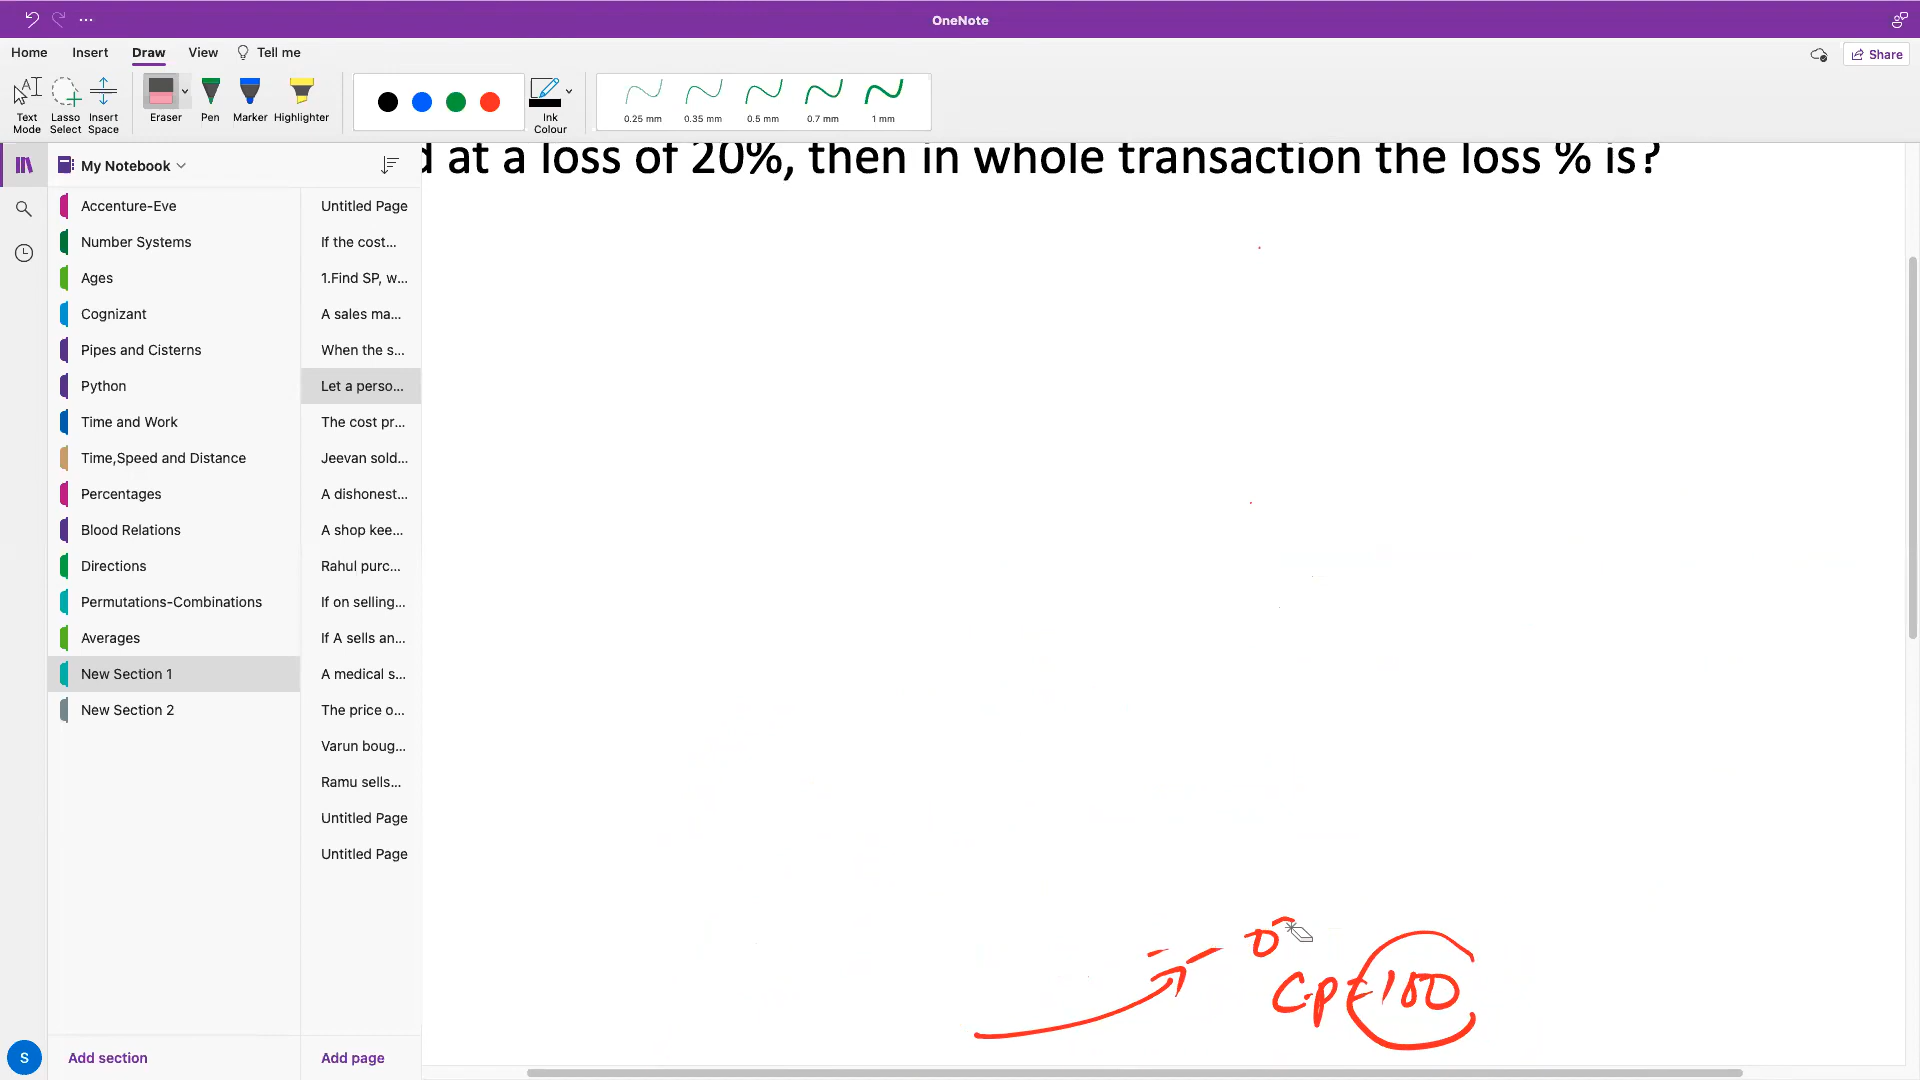 OneNote
Home Insert Draw View Tell me
Share
Text Mode
Lasso Select
Insert Space
Eraser
Pen
Marker
Highlighter
Ink Colour
0.25 mm
0.35 mm
0.5 mm
0.7 mm
1 mm
My Notebook
Accenture-Eve
Number Systems
Ages
Cognizant
Pipes and Cisterns
Python
Time and Work
Time,Speed and Distance
Percentages
Blood Relations
Directions
Permutations-Combinations
Averages
New Section 1
New Section 2
Add section
Untitled Page
If the cost...
1.Find SP, w...
A sales ma...
When the s...
Let a perso...
The cost pr...
Jeevan sold...
A dishonest...
A shop kee...
Rahul purc...
If on selling...
If A sells an...
A medical s...
The price o...
Varun boug...
Ramu sells...
Untitled Page
Untitled Page
Add page
d at a loss of 20%, then in whole transaction the loss % is?
C.p=100
S